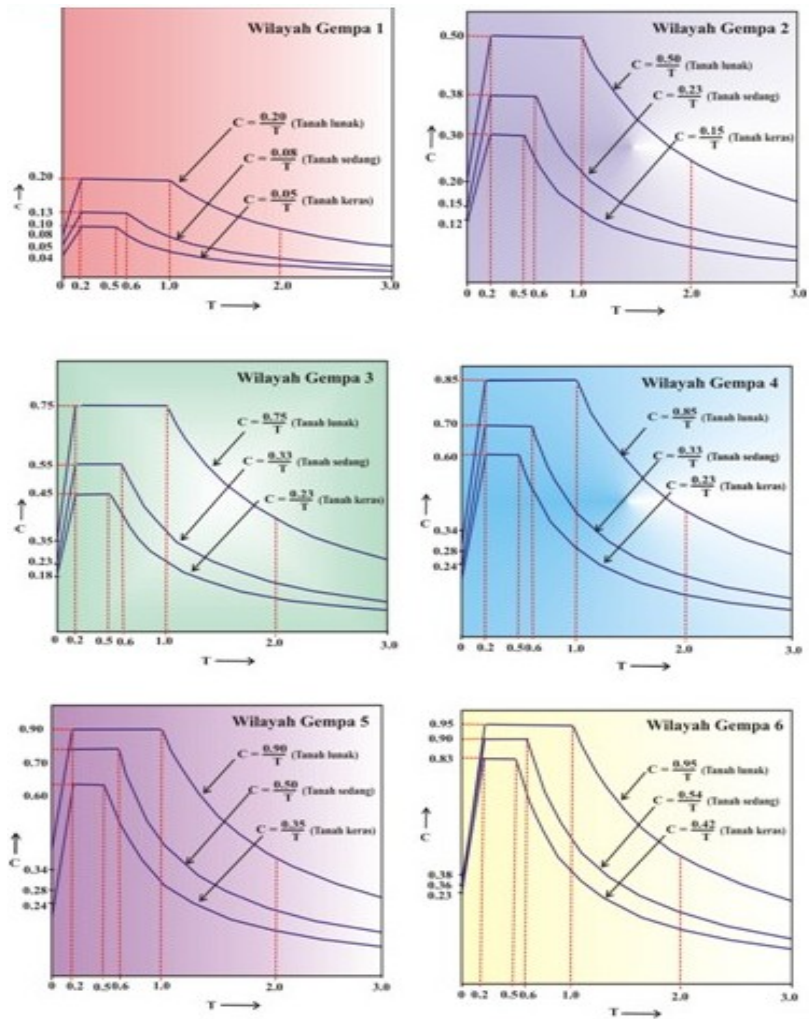 Wilayah Gempa 1
C = 0.20/T (Tanah lunak)
C = 0.08/T (Tanah sedang)
C = 0.05/T (Tanah keras)
0.20
0.13
0.10
0.08
0.05
0.04
C
0 0.2 0.5 0.6 1.0 2.0 3.0
T
Wilayah Gempa 2
C = 0.50/T (Tanah lunak)
C = 0.23/T (Tanah sedang)
C = 0.15/T (Tanah keras)
0.50
0.38
0.30
0.20
0.15
0.12
C
0 0.2 0.5 0.6 1.0 2.0 3.0
T
Wilayah Gempa 3
C = 0.75/T (Tanah lunak)
C = 0.33/T (Tanah sedang)
C = 0.23/T (Tanah keras)
0.75
0.55
0.45
0.35
0.23
0.18
C
0 0.2 0.5 0.6 1.0 2.0 3.0
T
Wilayah Gempa 4
C = 0.85/T (Tanah lunak)
C = 0.33/T (Tanah sedang)
C = 0.23/T (Tanah keras)
0.85
0.70
0.60
0.34
0.28
0.24
C
0 0.2 0.5 0.6 1.0 2.0 3.0
T
Wilayah Gempa 5
C = 0.90/T (Tanah lunak)
C = 0.50/T (Tanah sedang)
C = 0.35/T (Tanah keras)
0.90
0.70
0.60
0.34
0.28
0.24
C
0 0.2 0.5 0.6 1.0 2.0 3.0
T
Wilayah Gempa 6
C = 0.95/T (Tanah lunak)
C = 0.54/T (Tanah sedang)
C = 0.42/T (Tanah keras)
0.95
0.90
0.83
0.38
0.36
0.23
C
0 0.2 0.5 0.6 1.0 2.0 3.0
T